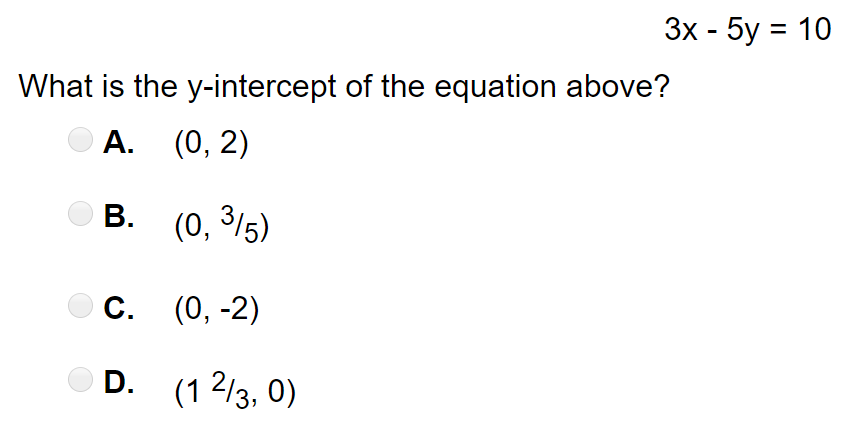 3x - 5y = 10
What is the y-intercept of the equation above?
A. (0, 2)
B. (0, 3/5)
C. (0, -2)
D. (1 2/3, 0)